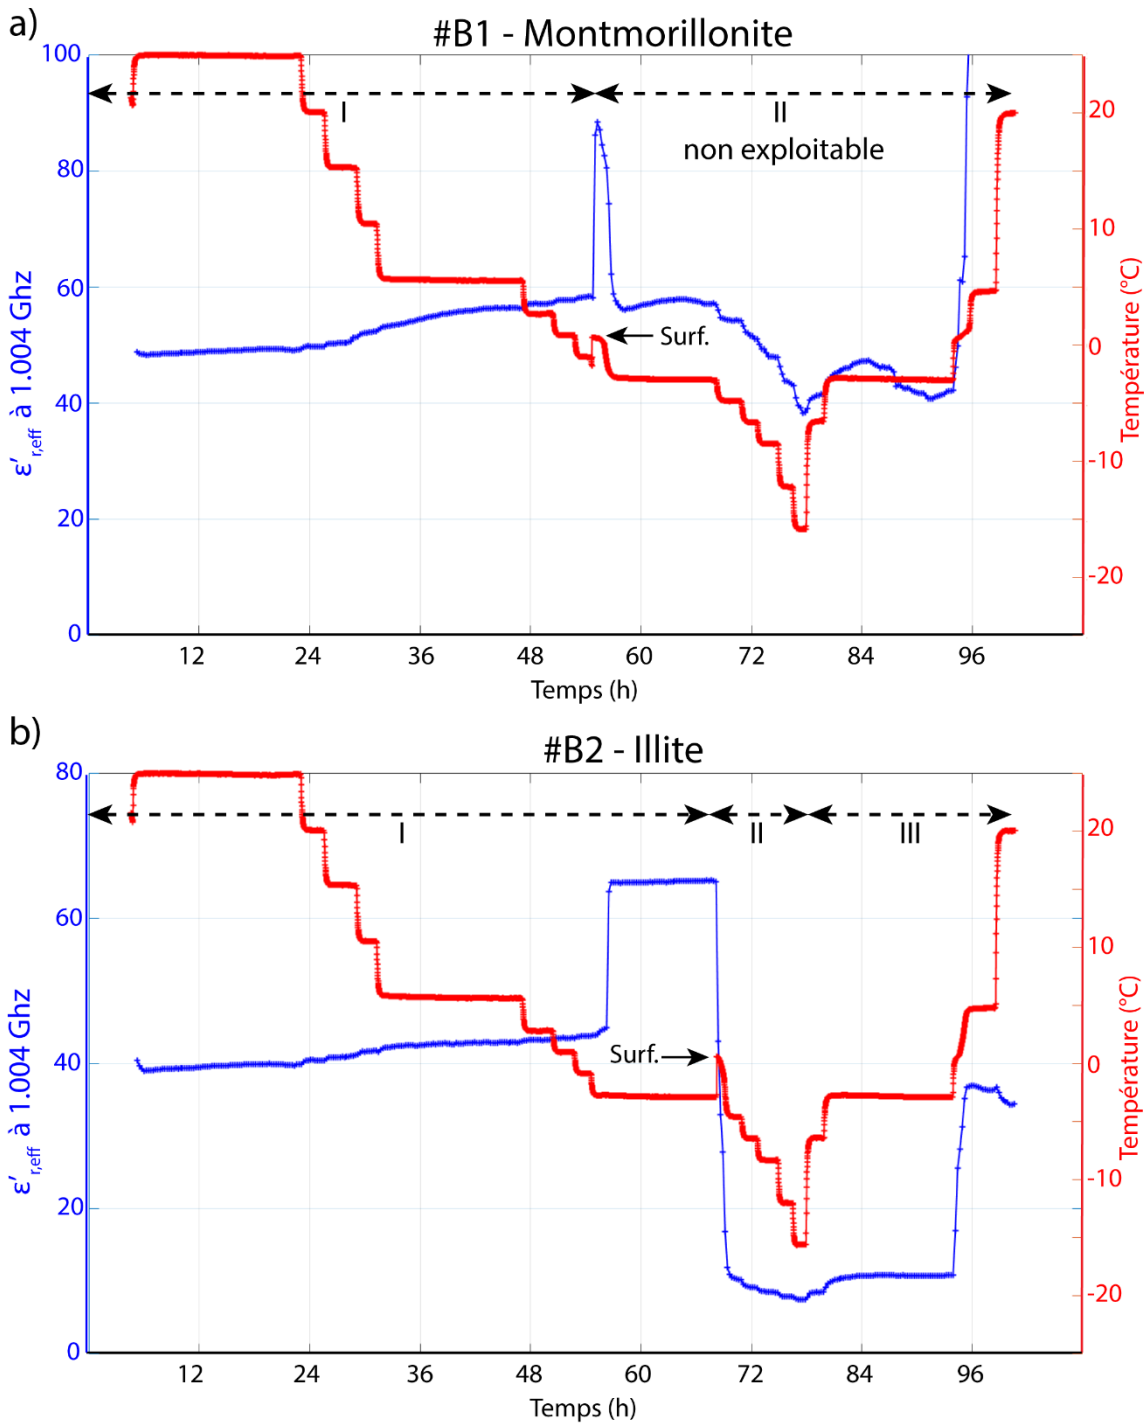 a)
#B1 - Montmorillonite
100
80
60
40
20
0
ε'r,eff à 1.004 Ghz
I
II
non exploitable
Surf.
20
10
0
-10
-20
Température (°C)
12 24 36 48 60 72 84 96
Temps (h)
b)
#B2 - Illite
80
60
40
20
0
ε'r,eff à 1.004 Ghz
I
II
III
Surf.
20
10
0
-10
-20
Température (°C)
12 24 36 48 60 72 84 96
Temps (h)